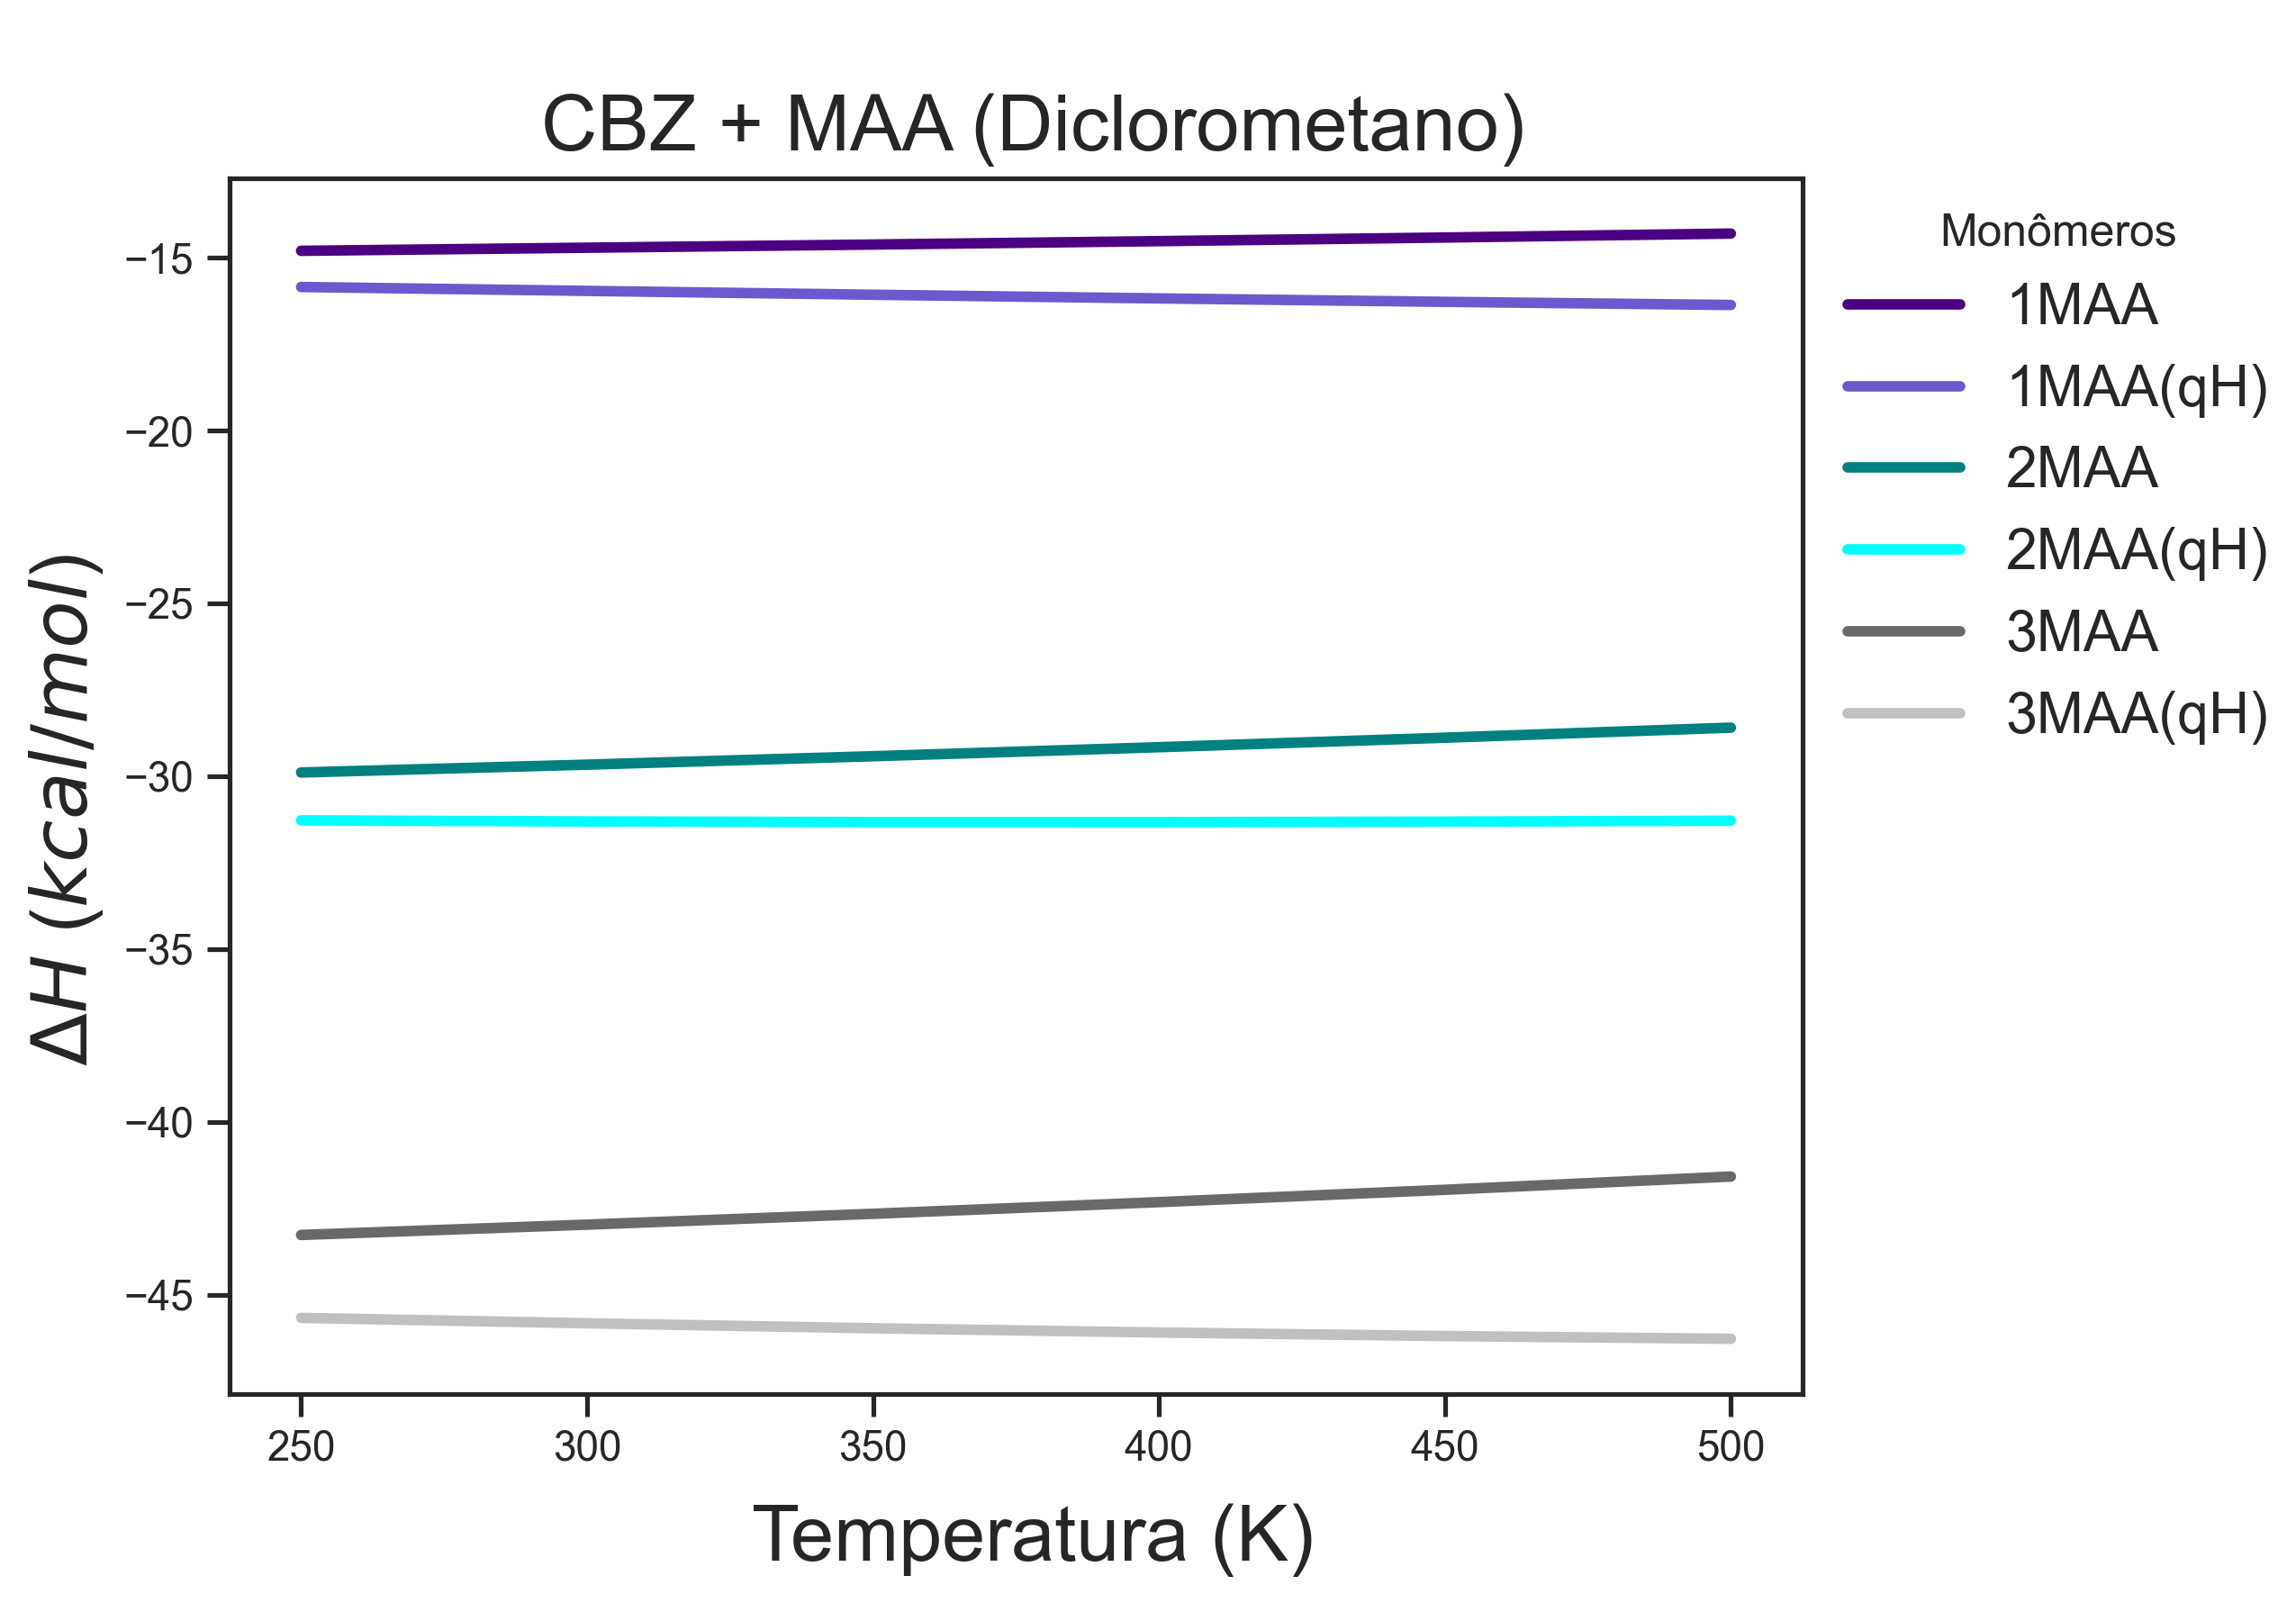 CBZ + MAA (Diclorometano)
ΔH (kcal/mol)
−15
−20
−25
−30
−35
−40
−45
250 300 350 400 450 500
Temperatura (K)
Monômeros
1MAA
1MAA(qH)
2MAA
2MAA(qH)
3MAA
3MAA(qH)